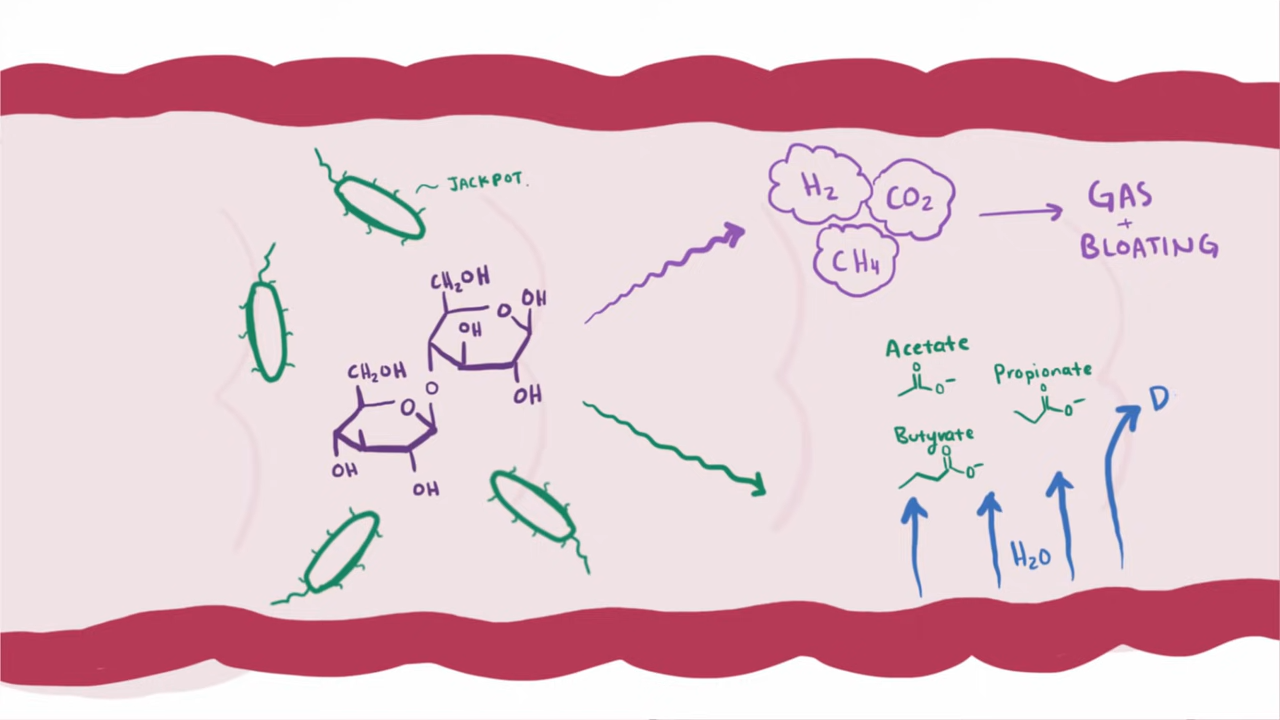 JACKPOT.
H2
CO2
CH4
GAS
+
BLOATING
CH2OH
O
OH
OH
OH
O
CH2OH
O
OH
OH
Acetate
O
O-
Propionate
O
O-
Butyrate
O
O-
H2O
D